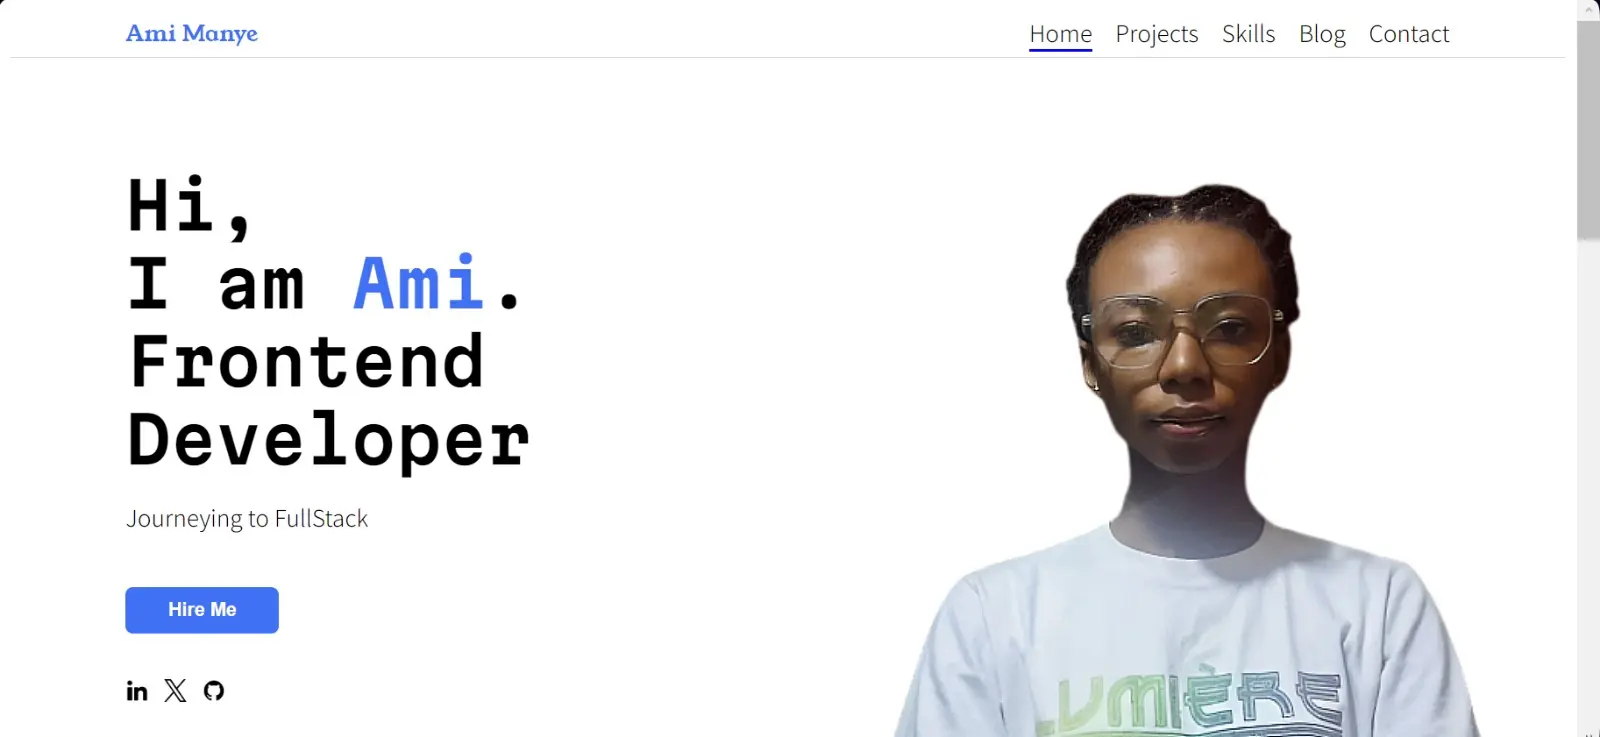 Ami Manye
Home Projects Skills Blog Contact
Hi,
I am Ami.
Frontend
Developer
Journeying to FullStack
Hire Me
in X
LUMIÈRE